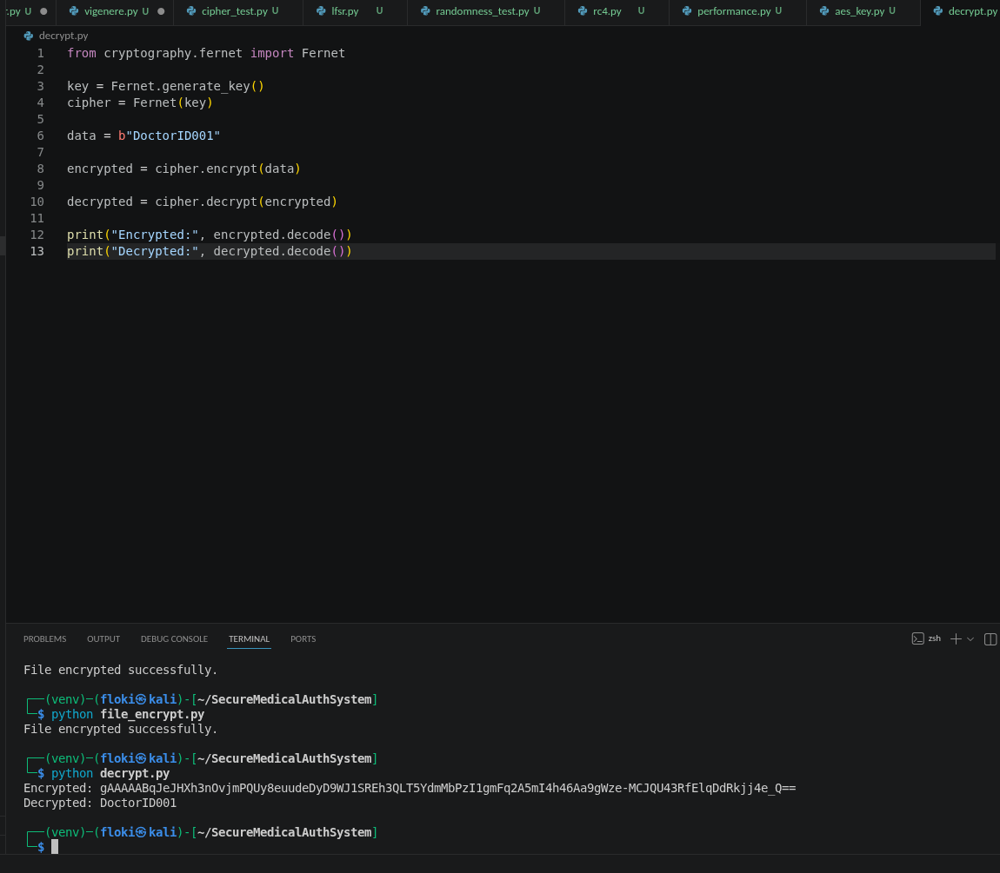 r.py U vigenere.py U cipher_test.py U lfsr.py U randomness_test.py U rc4.py U performance.py U aes_key.py U decrypt.py
decrypt.py
1 from cryptography.fernet import Fernet
2
3 key = Fernet.generate_key()
4 cipher = Fernet(key)
5
6 data = b"DoctorID001"
7
8 encrypted = cipher.encrypt(data)
9
10 decrypted = cipher.decrypt(encrypted)
11
12 print("Encrypted:", encrypted.decode())
13 print("Decrypted:", decrypted.decode())
PROBLEMS OUTPUT DEBUG CONSOLE TERMINAL PORTS zsh
File encrypted successfully.
┌──(venv)─(floki㉿kali)-[~/SecureMedicalAuthSystem]
└─$ python file_encrypt.py
File encrypted successfully.
┌──(venv)─(floki㉿kali)-[~/SecureMedicalAuthSystem]
└─$ python decrypt.py
Encrypted: gAAAAABqJeJHXh3nOvjmPQUy8euudeDyD9WJ1SREh3QLT5YdmMbPzI1gmFq2A5mI4h46Aa9gWze-MCJQU43RfElqDdRkjj4e_Q==
Decrypted: DoctorID001
┌──(venv)─(floki㉿kali)-[~/SecureMedicalAuthSystem]
└─$